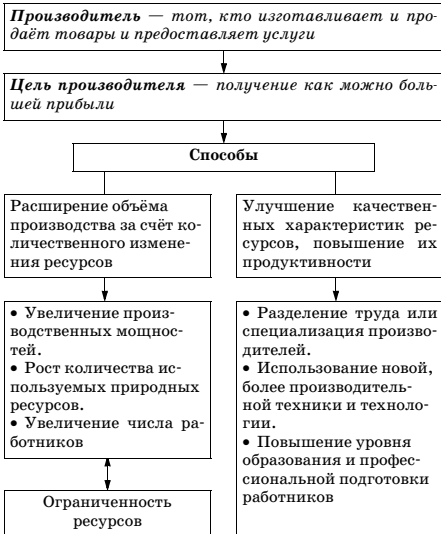 Производитель — тот, кто изготавливает и про-
даёт товары и предоставляет услуги
Цель производителя — получение как можно боль-
шей прибыли
Способы
Расширение объёма
производства за счёт ко-
личественного измене-
ния ресурсов
Улучшение качествен-
ных характеристик ре-
сурсов, повышение их
продуктивности
• Увеличение произ-
водственных мощнос-
тей.
• Рост количества ис-
пользуемых природных
ресурсов.
• Увеличение числа ра-
ботников
• Разделение труда или
специализация произво-
дителей.
• Использование новой,
более производитель-
ной техники и техноло-
гии.
• Повышение уровня
образования и профес-
сиональной подготовки
работников
Ограниченность
ресурсов